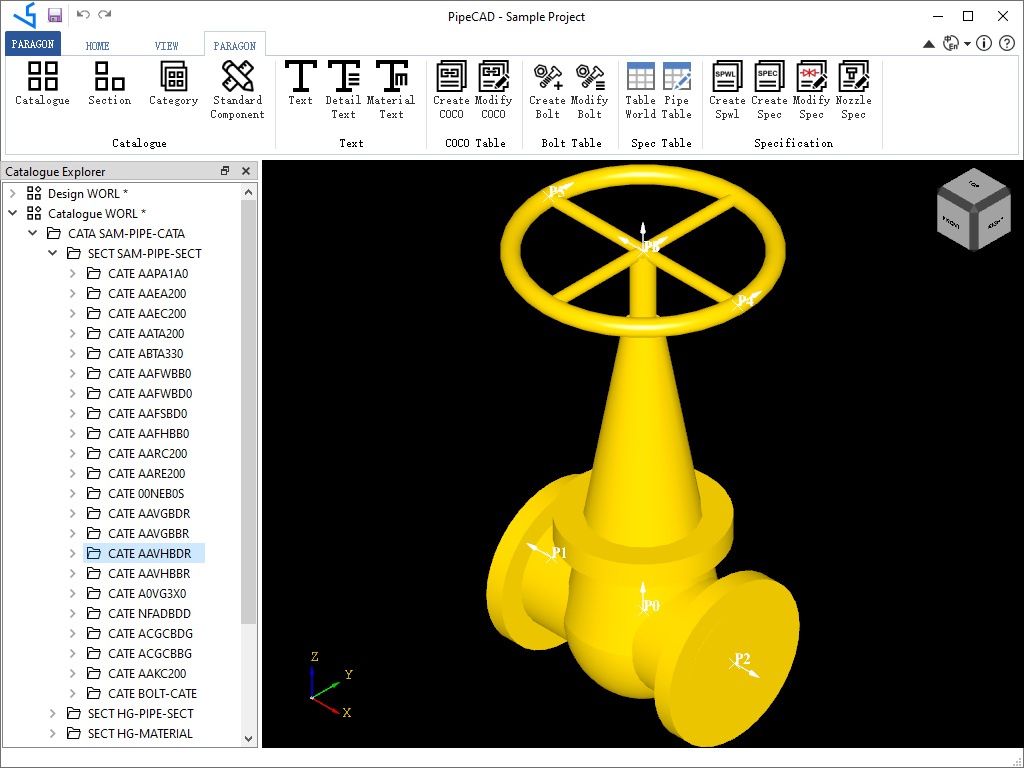 PipeCAD - Sample Project
PARAGON HOME VIEW PARAGON
Catalogue Section Category Standard Component
Catalogue
Text Detail Text Material Text
Text
Create COCO Modify COCO
COCO Table
Create Bolt Modify Bolt
Bolt Table
Table World Pipe Table
Spec Table
SPWL SPEC
Create Spwl Create Spec Modify Spec Nozzle Spec
Specification
Catalogue Explorer
Design WORL *
Catalogue WORL *
CATA SAM-PIPE-CATA
SECT SAM-PIPE-SECT
CATE AAPA1A0
CATE AAEA200
CATE AAEC200
CATE AATA200
CATE ABTA330
CATE AAFWBB0
CATE AAFWBD0
CATE AAFSBD0
CATE AAFHBB0
CATE AARC200
CATE AARE200
CATE 00NEB0S
CATE AAVGBDR
CATE AAVGBBR
CATE AAVHBDR
CATE AAVHBBR
CATE A0VG3X0
CATE NFADBDD
CATE ACGCBDG
CATE ACGCBBG
CATE AAKC200
CATE BOLT-CATE
SECT HG-PIPE-SECT
SECT HG-MATERIAL
P4
P1
P0
P2
Z
Y
X
TOP
FRONT RIGHT